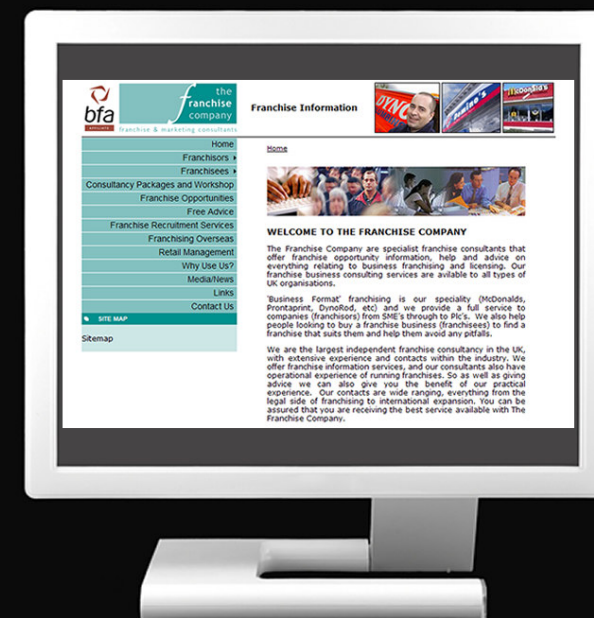 bfa
ASSOCIATE
the
franchise
company
franchise & marketing consultants
Franchise Information
DYNO
Domino's
McDonald's
Home
Franchisors
Franchisees
Consultancy Packages and Workshop
Franchise Opportunities
Free Advice
Franchise Recruitment Services
Franchising Overseas
Retail Management
Why Use Us?
Media/News
Links
Contact Us
SITE MAP
Sitemap
Home
WELCOME TO THE FRANCHISE COMPANY
The Franchise Company are specialist franchise consultants that
offer franchise opportunity information, help and advice on
everything relating to business franchising and licensing. Our
franchise business consulting services are avaliable to all types of
UK organisations.
'Business Format' franchising is our speciality (McDonalds,
Prontaprint, DynoRod, etc) and we provide a full service to
companies (franchisors) from SME's through to Plc's. We also help
people looking to buy a franchise business (franchisees) to find a
franchise that suits them and help them avoid any pitfalls.
We are the largest independent franchise consultancy in the UK,
with extensive experience and contacts within the industry. We
offer franchise information services, and our consultants also have
operational experience of running franchises. So as well as giving
advice we can also give you the benefit of our practical
experience. Our contacts are wide ranging, everything from the
legal side of franchising to international expansion. You can be
assured that you are receiving the best service available with The
Franchise Company.